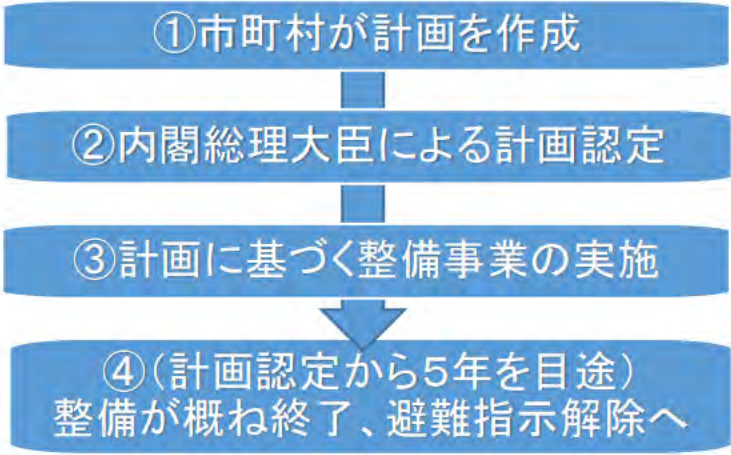 ①市町村が計画を作成
②内閣総理大臣による計画認定
③計画に基づく整備事業の実施
④(計画認定から5年を目途)
整備が概ね終了、避難指示解除へ